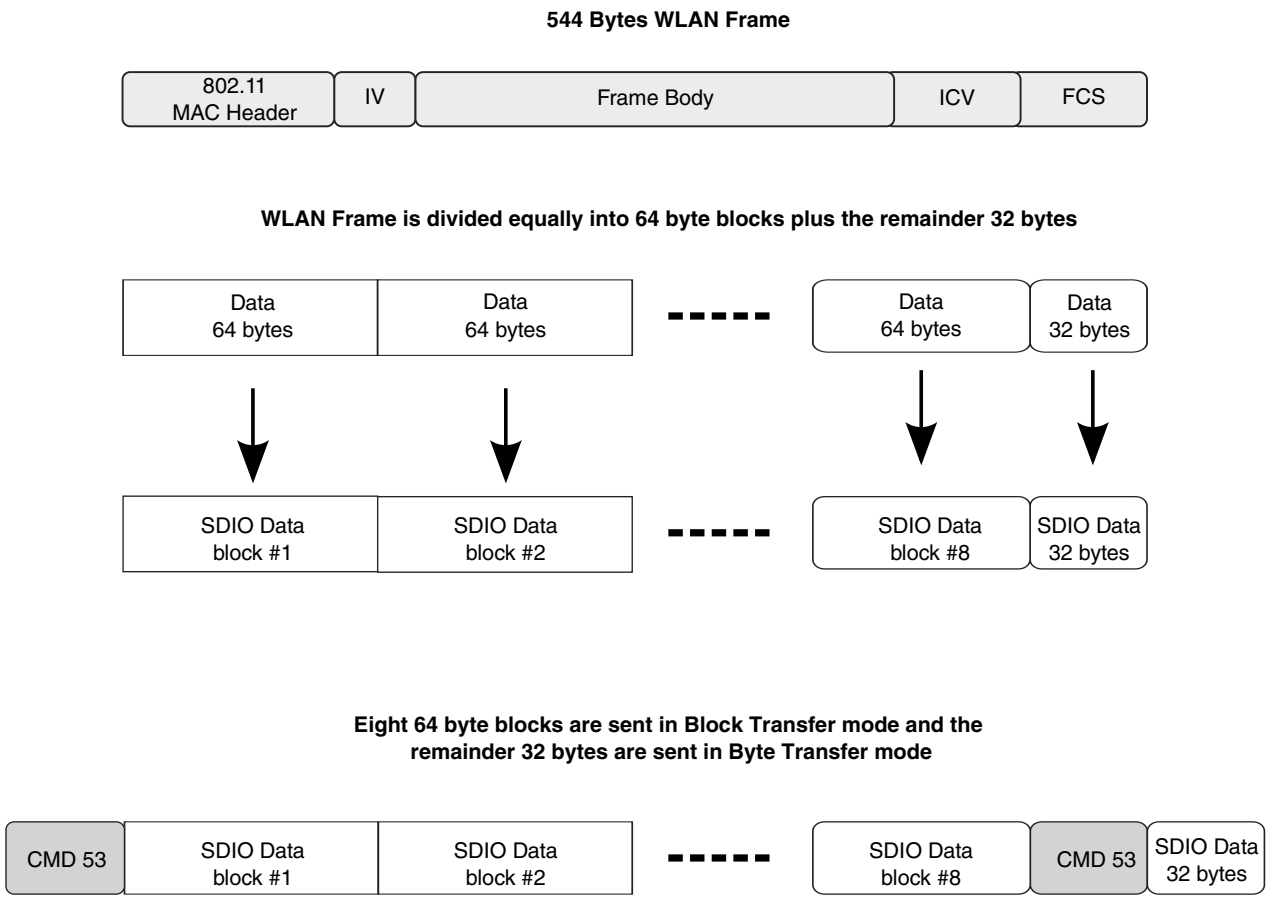 544 Bytes WLAN Frame
802.11
MAC Header
IV
Frame Body
ICV
FCS
WLAN Frame is divided equally into 64 byte blocks plus the remainder 32 bytes
Data
64 bytes
Data
64 bytes
Data
64 bytes
Data
32 bytes
SDIO Data
block #1
SDIO Data
block #2
SDIO Data
block #8
SDIO Data
32 bytes
Eight 64 byte blocks are sent in Block Transfer mode and the
remainder 32 bytes are sent in Byte Transfer mode
CMD 53
SDIO Data
block #1
SDIO Data
block #2
SDIO Data
block #8
CMD 53
SDIO Data
32 bytes